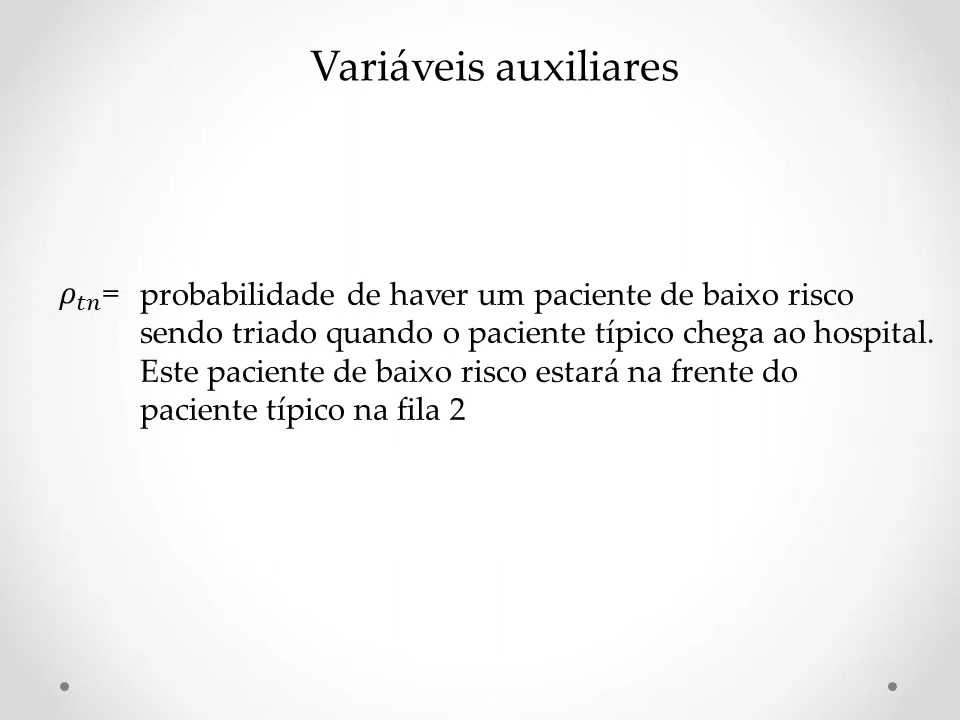 Variáveis auxiliares
𝜌𝑡𝑛= probabilidade de haver um paciente de baixo risco
sendo triado quando o paciente típico chega ao hospital.
Este paciente de baixo risco estará na frente do
paciente típico na fila 2